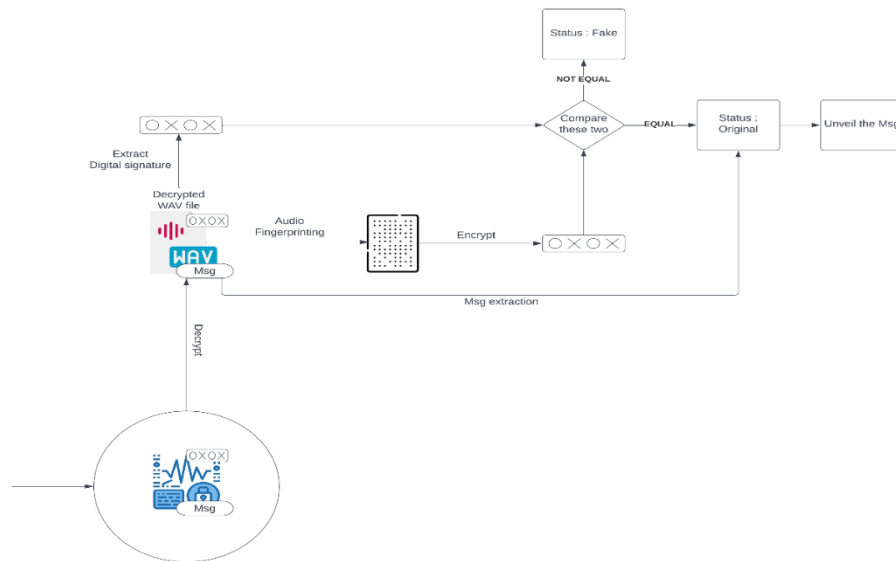 Status : Fake
NOT EQUAL
OXOX
Compare
these two
EQUAL
Status :
Original
Unveil the Msg
Extract
Digital signature
Decrypted
WAV file
OXOX
WAV
Msg
Audio
Fingerprinting
Encrypt
OXOX
Msg extraction
Decrypt
OXOX
Msg